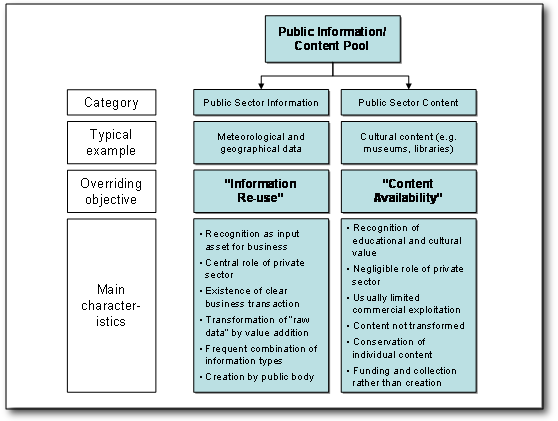 Public Information/
Content Pool
Category
Public Sector Information
Public Sector Content
Typical
example
Meteorological and
geographical data
Cultural content (e.g.
museums, libraries)
Overriding
objective
"Information
Re-use"
"Content
Availability"
Main
character-
istics
• Recognition as input
asset for business
• Central role of private
sector
• Existence of clear
business transaction
• Transformation of "raw
data" by value addition
• Frequent combination of
information types
• Creation by public body
• Recognition of
educational and cultural
value
• Negligible role of private
sector
• Usually limited
commercial exploitation
• Content not transformed
• Conservation of
individual content
• Funding and collection
rather than creation